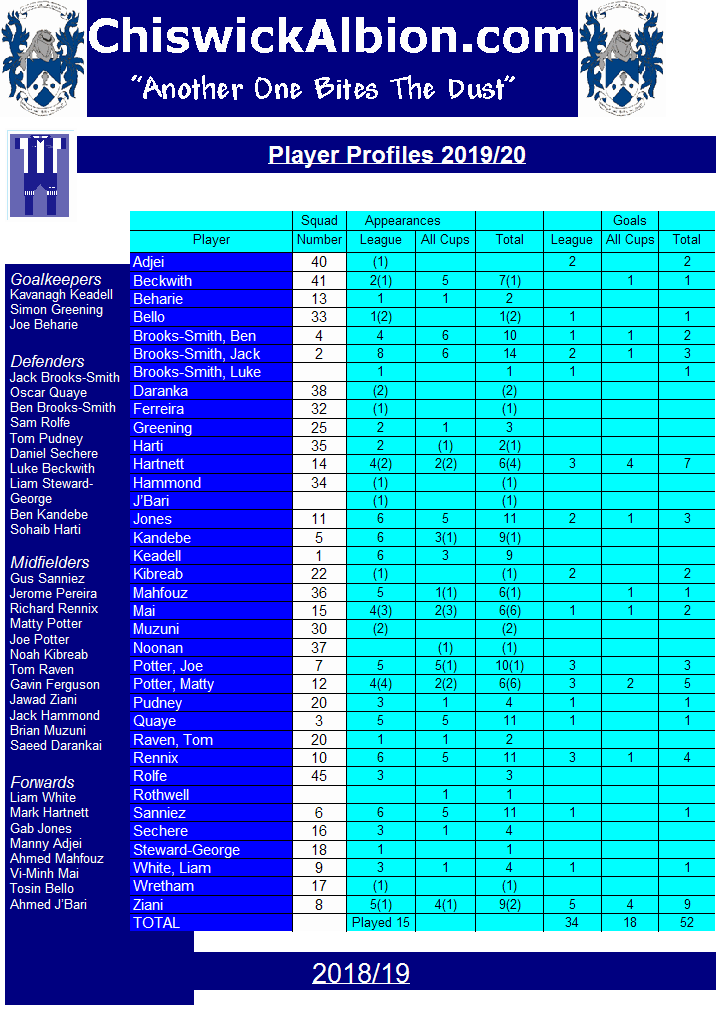 ChiswickAlbion.com
"Another One Bites The Dust"
Player Profiles 2019/20
Goalkeepers
Kavanagh Keadell
Simon Greening
Joe Beharie
Defenders
Jack Brooks-Smith
Oscar Quaye
Ben Brooks-Smith
Sam Rolfe
Tom Pudney
Daniel Sechere
Luke Beckwith
Liam Steward-
George
Ben Kandebe
Sohaib Harti
Midfielders
Gus Sanniez
Jerome Pereira
Richard Rennix
Matty Potter
Joe Potter
Noah Kibreab
Tom Raven
Gavin Ferguson
Jawad Ziani
Jack Hammond
Brian Muzuni
Saeed Darankai
Forwards
Liam White
Mark Hartnett
Gab Jones
Manny Adjei
Ahmed Mahfouz
Vi-Minh Mai
Tosin Bello
Ahmed J'Bari
Squad Appearances Goals
Player Number League All Cups Total League All Cups Total
Adjei 40 (1) 2 2
Beckwith 41 2(1) 5 7(1) 1 1
Beharie 13 1 1 2
Bello 33 1(2) 1(2) 1 1
Brooks-Smith, Ben 4 4 6 10 1 1 2
Brooks-Smith, Jack 2 8 6 14 2 1 3
Brooks-Smith, Luke 1 1 1 1
Daranka 38 (2) (2)
Ferreira 32 (1) (1)
Greening 25 2 1 3
Harti 35 2 (1) 2(1)
Hartnett 14 4(2) 2(2) 6(4) 3 4 7
Hammond 34 (1) (1)
J'Bari (1) (1)
Jones 11 6 5 11 2 1 3
Kandebe 5 6 3(1) 9(1)
Keadell 1 6 3 9
Kibreab 22 (1) (1) 2 2
Mahfouz 36 5 1(1) 6(1) 1 1
Mai 15 4(3) 2(3) 6(6) 1 1 2
Muzuni 30 (2) (2)
Noonan 37 (1) (1)
Potter, Joe 7 5 5(1) 10(1) 3 3
Potter, Matty 12 4(4) 2(2) 6(6) 3 2 5
Pudney 20 3 1 4 1 1
Quaye 3 5 5 11 1 1
Raven, Tom 20 1 1 2
Rennix 10 6 5 11 3 1 4
Rolfe 45 3 3
Rothwell 1 1
Sanniez 6 6 5 11 1 1
Sechere 16 3 1 4
Steward-George 18 1 1
White, Liam 9 3 1 4 1 1
Wretham 17 (1) (1)
Ziani 8 5(1) 4(1) 9(2) 5 4 9
TOTAL Played 15 34 18 52
2018/19